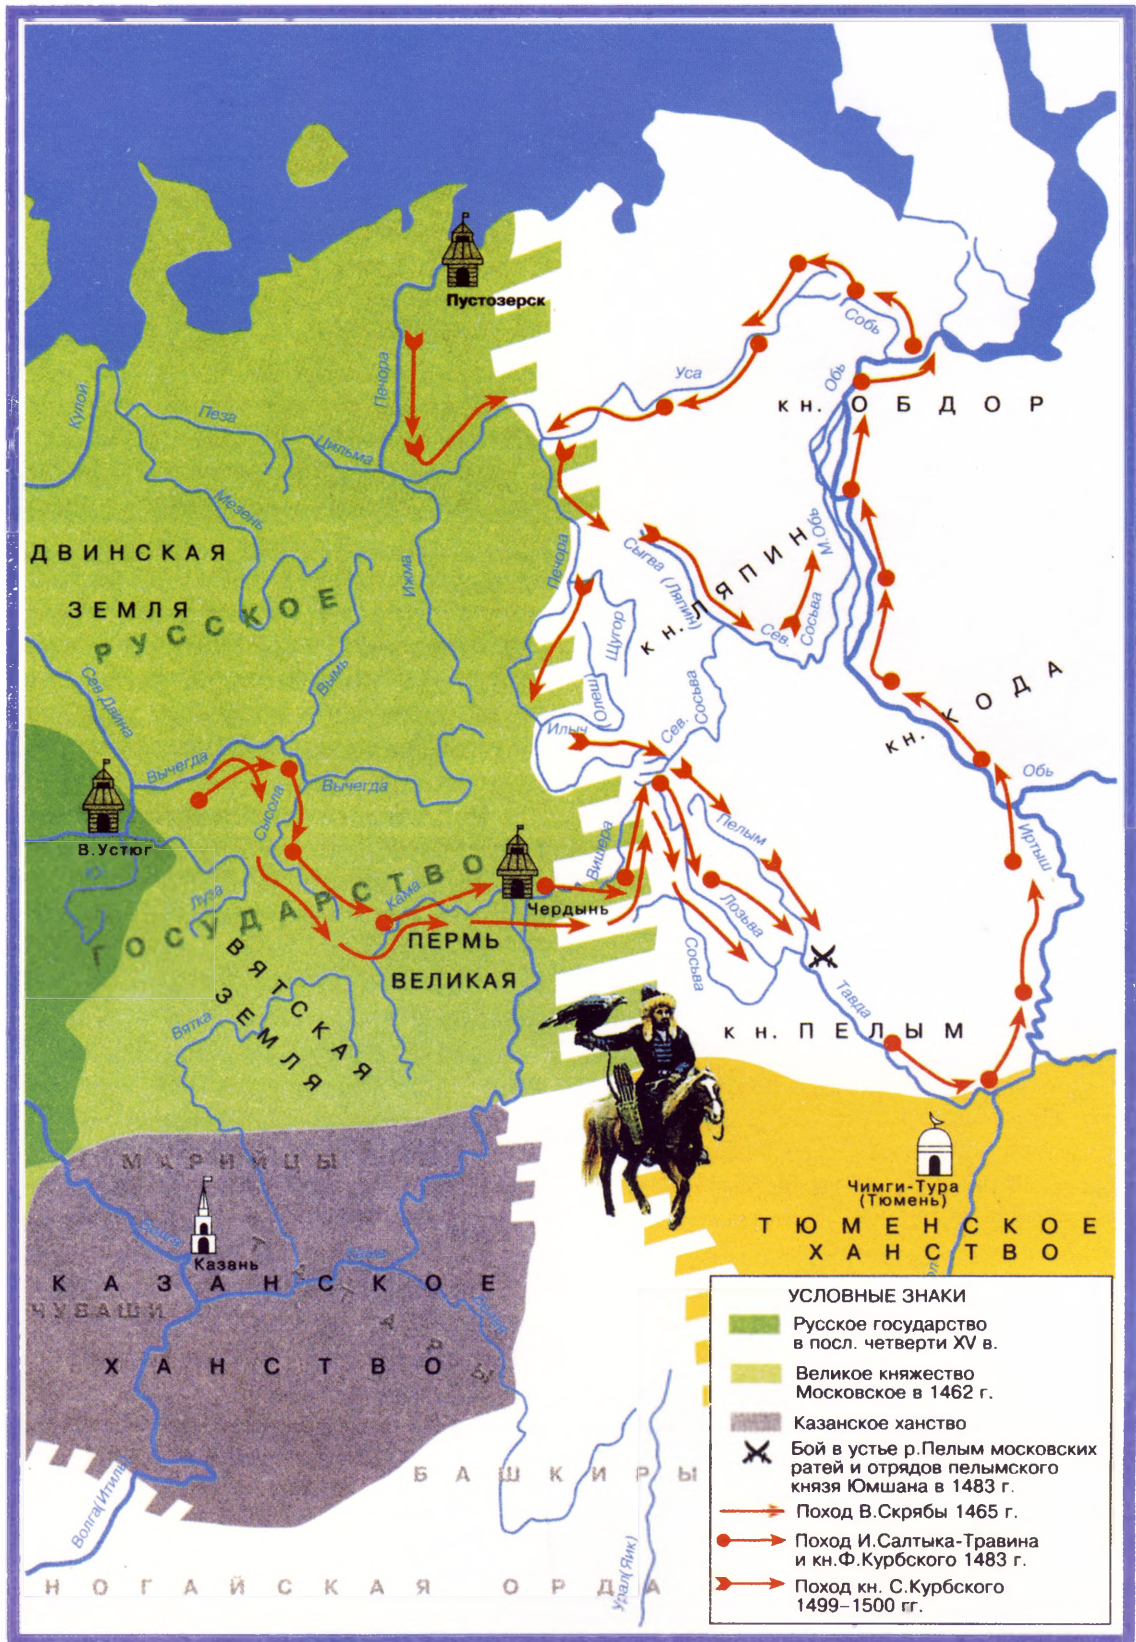 Пустозерск
Собь
Обь
Уса
кн. ОБДОР
Печора
Кулой
Пеза
Цильма
Мезень
ДВИНСКАЯ
ЗЕМЛЯ
РУССКОЕ
Ижма
Печора
Сыгва (Ляпин)
кн. ЛЯПИН
М.Обь
Сев.
Сосьва
Щугор
(Олеш)
Илыч
Сев.
Сосьва
кн. КОДА
Обь
Иртыш
Сев.Двина
Вымь
Вычегда
Вычегда
Сысола
В.Устюг
Луза
ГОСУДАРСТВО
Кама
Чердынь
Вишера
Пелым
Лозьва
Сосьва
Тавда
ПЕРМЬ
ВЕЛИКАЯ
ВЯТСКАЯ
ЗЕМЛЯ
Вятка
кн. ПЕЛЫМ
Чимги-Тура
(Тюмень)
ТЮМЕНСКОЕ
ХАНСТВО
МАРИЙЦЫ
Волга
Казань
Кама
КАЗАНСКОЕ
ЧУВАШИ
ХАНСТВО
ТАТАРЫ
БАШКИРЫ
Волга(Итиль)
Урал(Яик)
НОГАЙСКАЯ ОРДА
УСЛОВНЫЕ ЗНАКИ
Русское государство
в посл. четверти XV в.
Великое княжество
Московское в 1462 г.
Казанское ханство
Бой в устье р.Пелым московских
ратей и отрядов пелымского
князя Юмшана в 1483 г.
Поход В.Скрябы 1465 г.
Поход И.Салтыка-Травина
и кн.Ф.Курбского 1483 г.
Поход кн. С.Курбского
1499–1500 гг.